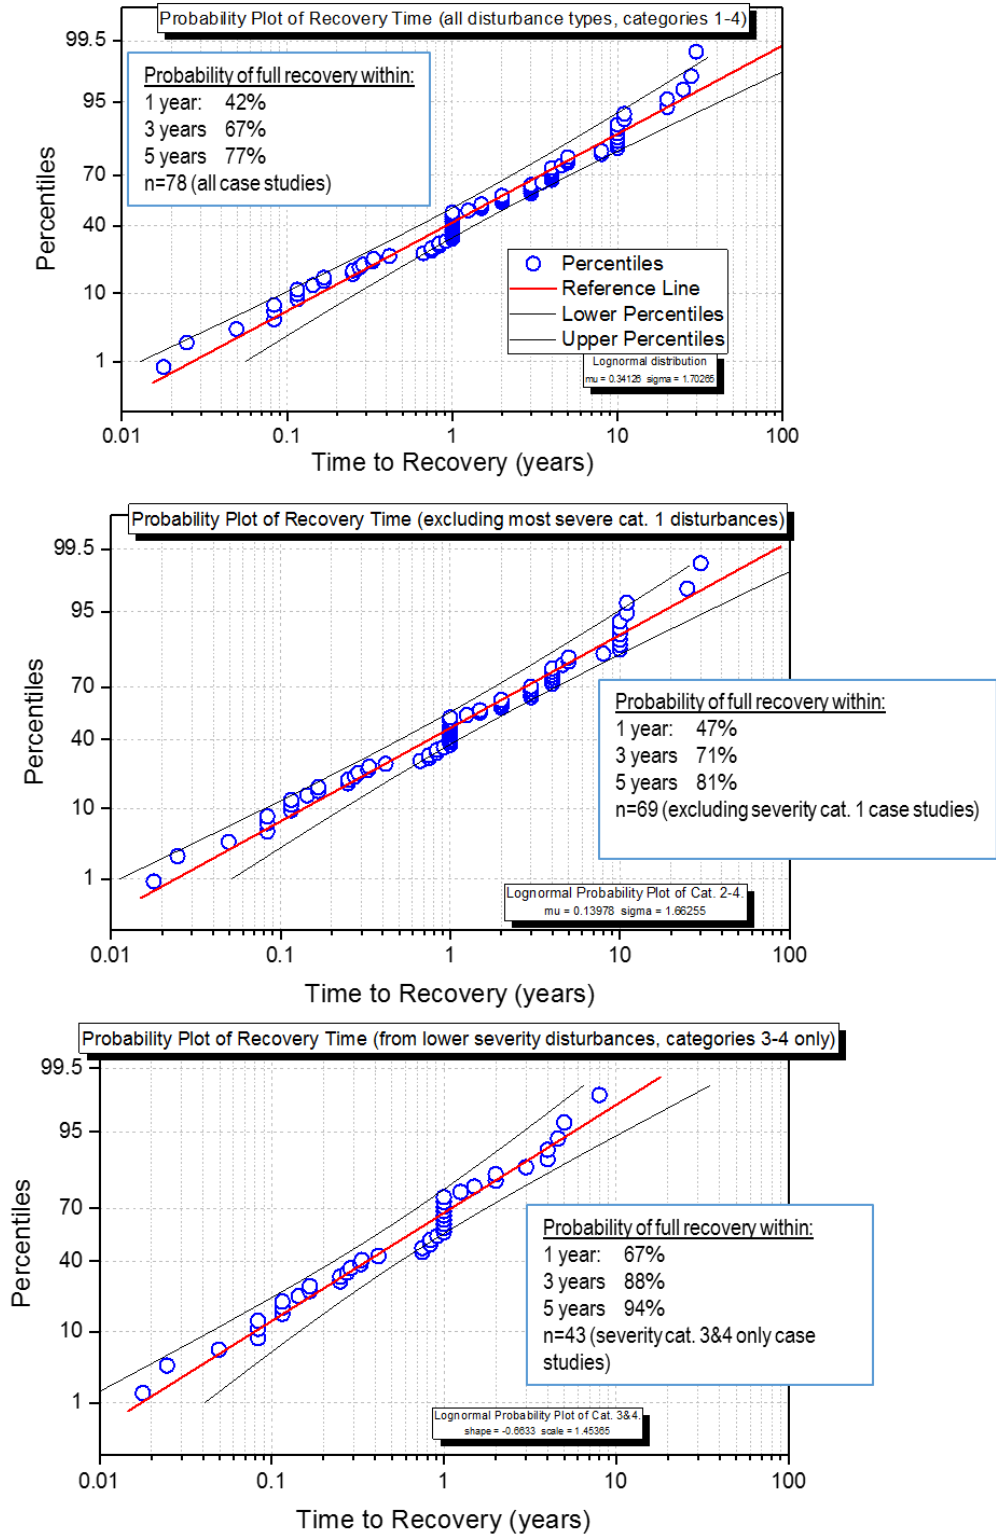 Probability Plot of Recovery Time (all disturbance types, categories 1-4)
99.5
95
70
40
10
1
Percentiles
Probability of full recovery within:
1 year: 42%
3 years 67%
5 years 77%
n=78 (all case studies)
Percentiles
Reference Line
Lower Percentiles
Upper Percentiles
Lognormal distribution
mu = 0.34126 sigma = 1.70265
0.01 0.1 1 10 100
Time to Recovery (years)
Probability Plot of Recovery Time (excluding most severe cat. 1 disturbances)
99.5
95
70
40
10
1
Percentiles
Probability of full recovery within:
1 year: 47%
3 years 71%
5 years 81%
n=69 (excluding severity cat. 1 case studies)
Lognormal Probability Plot of Cat. 2-4.
mu = 0.13978 sigma = 1.66255
0.01 0.1 1 10 100
Time to Recovery (years)
Probability Plot of Recovery Time (from lower severity disturbances, categories 3-4 only)
99.5
95
70
40
10
1
Percentiles
Probability of full recovery within:
1 year: 67%
3 years 88%
5 years 94%
n=43 (severity cat. 3&4 only case
studies)
Lognormal Probability Plot of Cat. 3&4.
shape = -0.6633 scale = 1.45365
0.01 0.1 1 10 100
Time to Recovery (years)